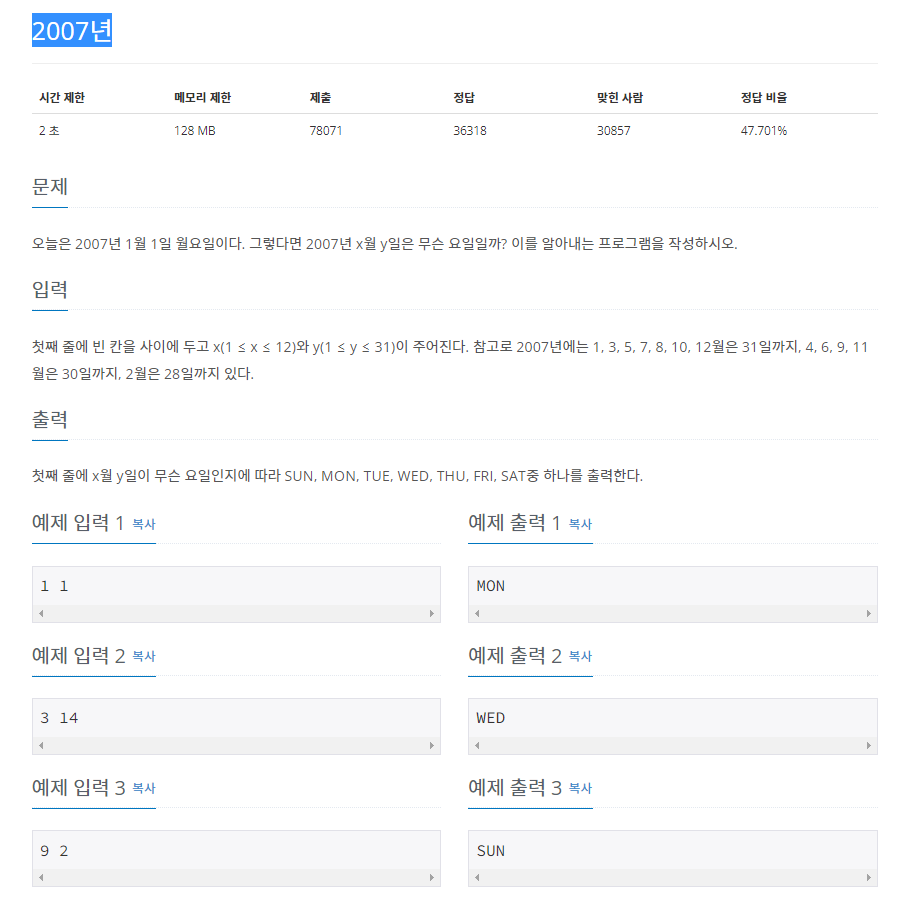 2007년
시간 제한 메모리 제한 제출 정답 맞힌 사람 정답 비율
2 초 128 MB 78071 36318 30857 47.701%
문제
오늘은 2007년 1월 1일 월요일이다. 그렇다면 2007년 x월 y일은 무슨 요일일까? 이를 알아내는 프로그램을 작성하시오.
입력
첫째 줄에 빈 칸을 사이에 두고 x(1 ≤ x ≤ 12)와 y(1 ≤ y ≤ 31)이 주어진다. 참고로 2007년에는 1, 3, 5, 7, 8, 10, 12월은 31일까지, 4, 6, 9, 11
월은 30일까지, 2월은 28일까지 있다.
출력
첫째 줄에 x월 y일이 무슨 요일인지에 따라 SUN, MON, TUE, WED, THU, FRI, SAT중 하나를 출력한다.
예제 입력 1 복사
1 1
예제 출력 1 복사
MON
예제 입력 2 복사
3 14
예제 출력 2 복사
WED
예제 입력 3 복사
9 2
예제 출력 3 복사
SUN